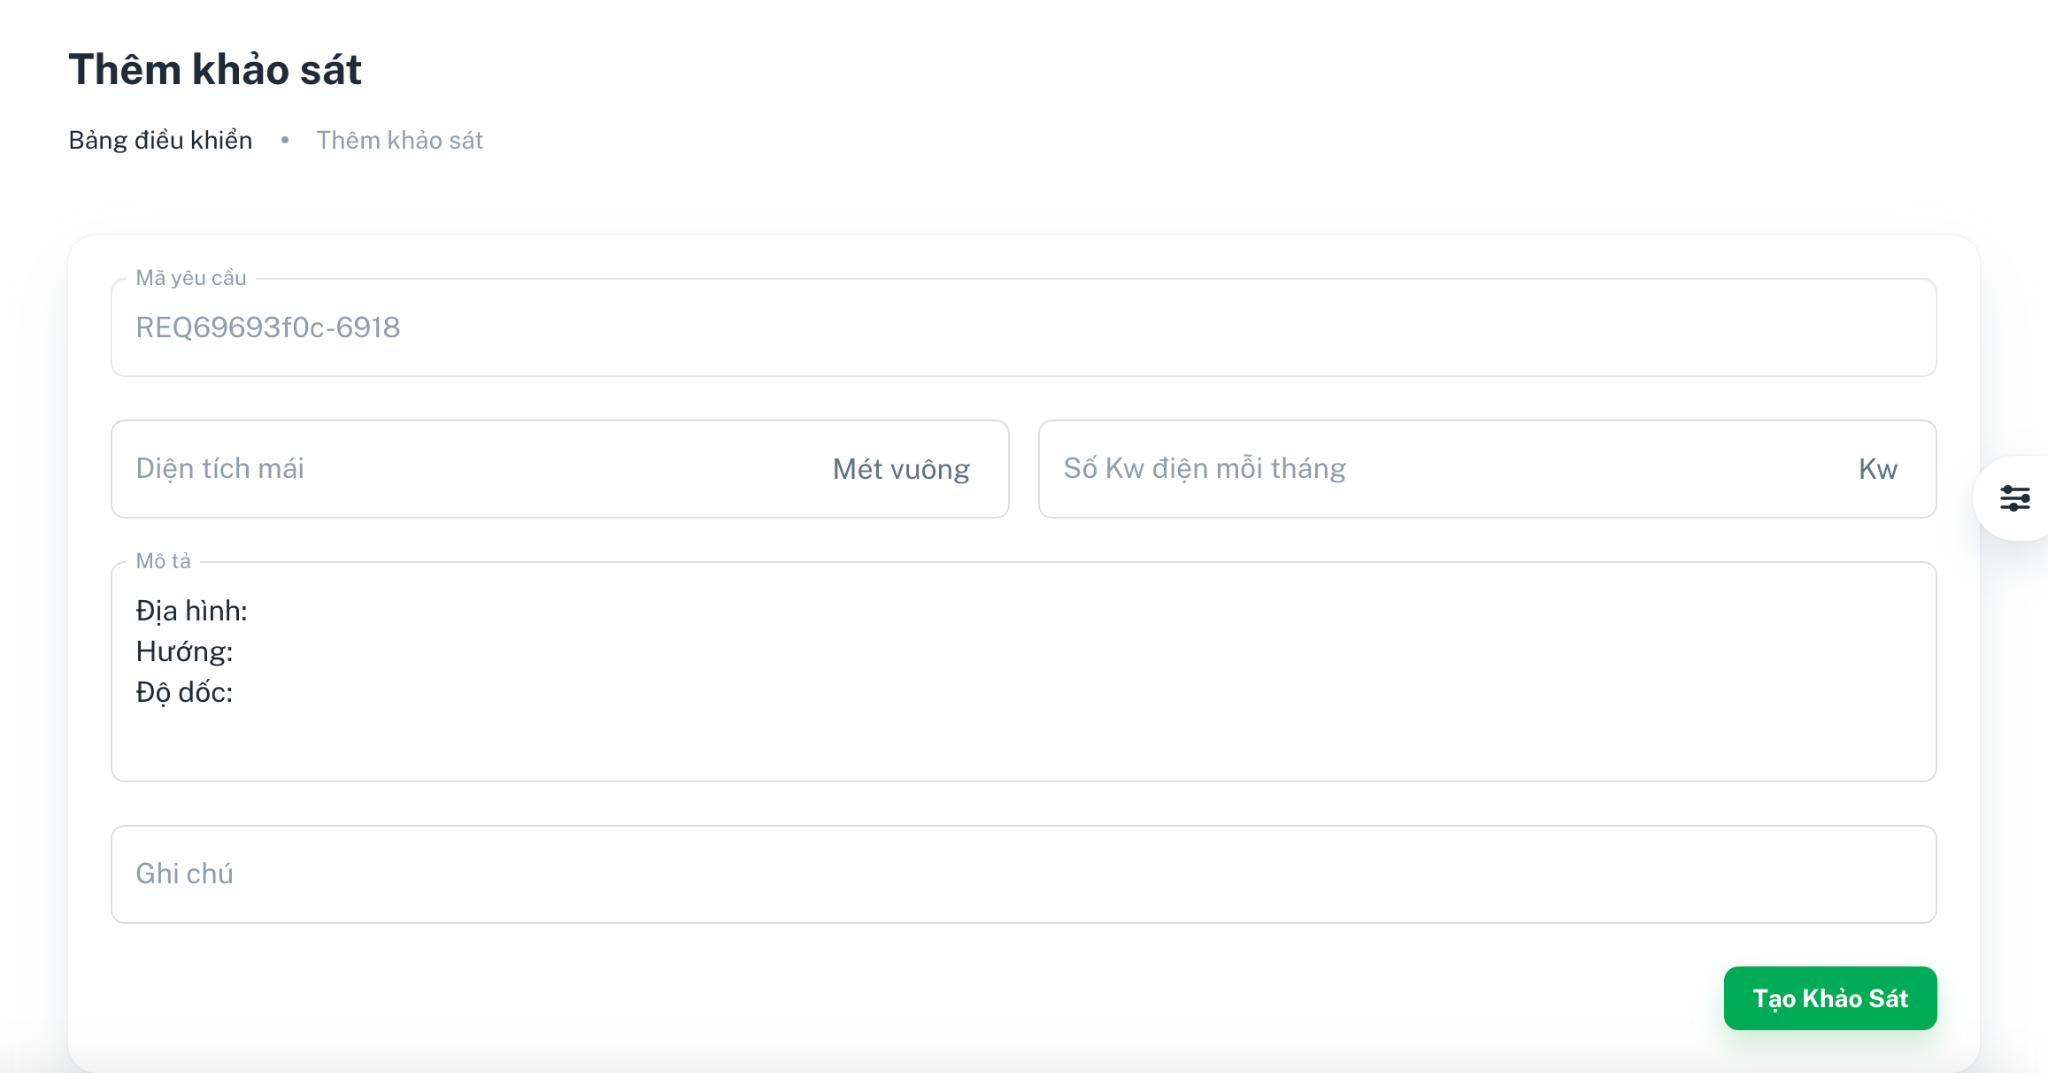 Thêm khảo sát
Bảng điều khiển • Thêm khảo sát
Mã yêu cầu
REQ69693f0c-6918
Diện tích mái Mét vuông
Số Kw điện mỗi tháng Kw
Mô tả
Địa hình:
Hướng:
Độ dốc:
Ghi chú
Tạo Khảo Sát